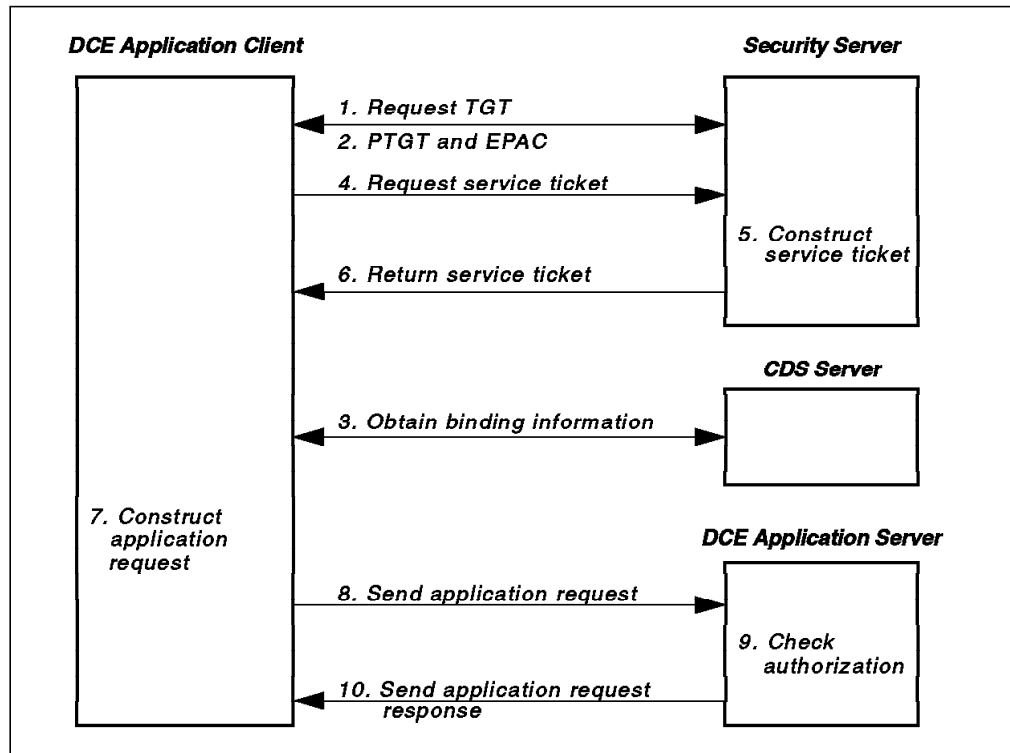 DCE Application Client
Security Server
1. Request TGT
2. PTGT and EPAC
4. Request service ticket
5. Construct
service ticket
6. Return service ticket
CDS Server
3. Obtain binding information
7. Construct
application
request
DCE Application Server
8. Send application request
9. Check
authorization
10. Send application request
response